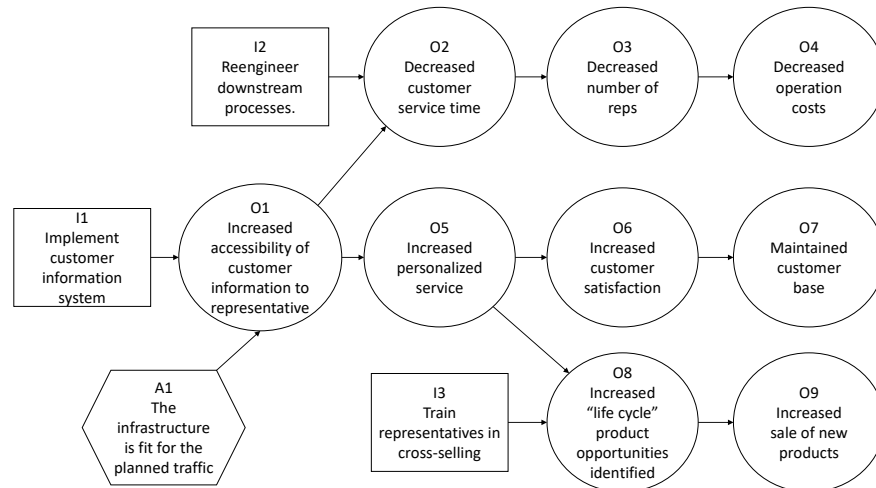 I2
Reengineer
downstream
processes.
O2
Decreased
customer
service time
O3
Decreased
number of
reps
O4
Decreased
operation
costs
I1
Implement
customer
information
system
O1
Increased
accessibility of
customer
information to
representative
O5
Increased
personalized
service
O6
Increased
customer
satisfaction
O7
Maintained
customer
base
A1
The
infrastructure
is fit for the
planned traffic
I3
Train
representatives in
cross-selling
O8
Increased
“life cycle”
product
opportunities
identified
O9
Increased
sale of new
products